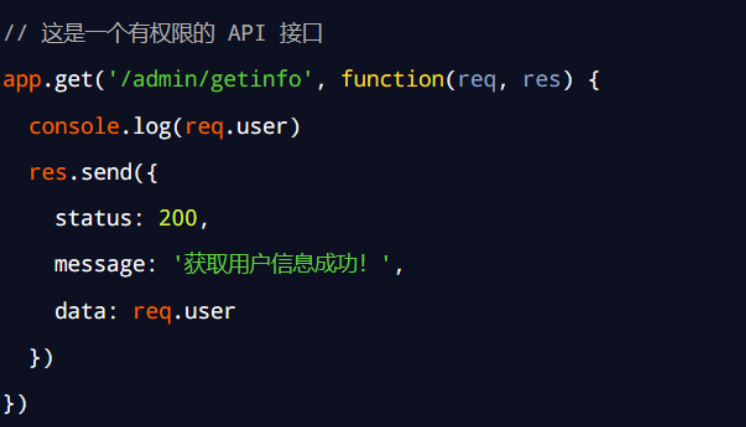 // 这是一个有权限的 API 接口
app.get('/admin/getinfo', function(req, res) {
  console.log(req.user)
  res.send({
    status: 200,
    message: '获取用户信息成功！',
    data: req.user
  })
})